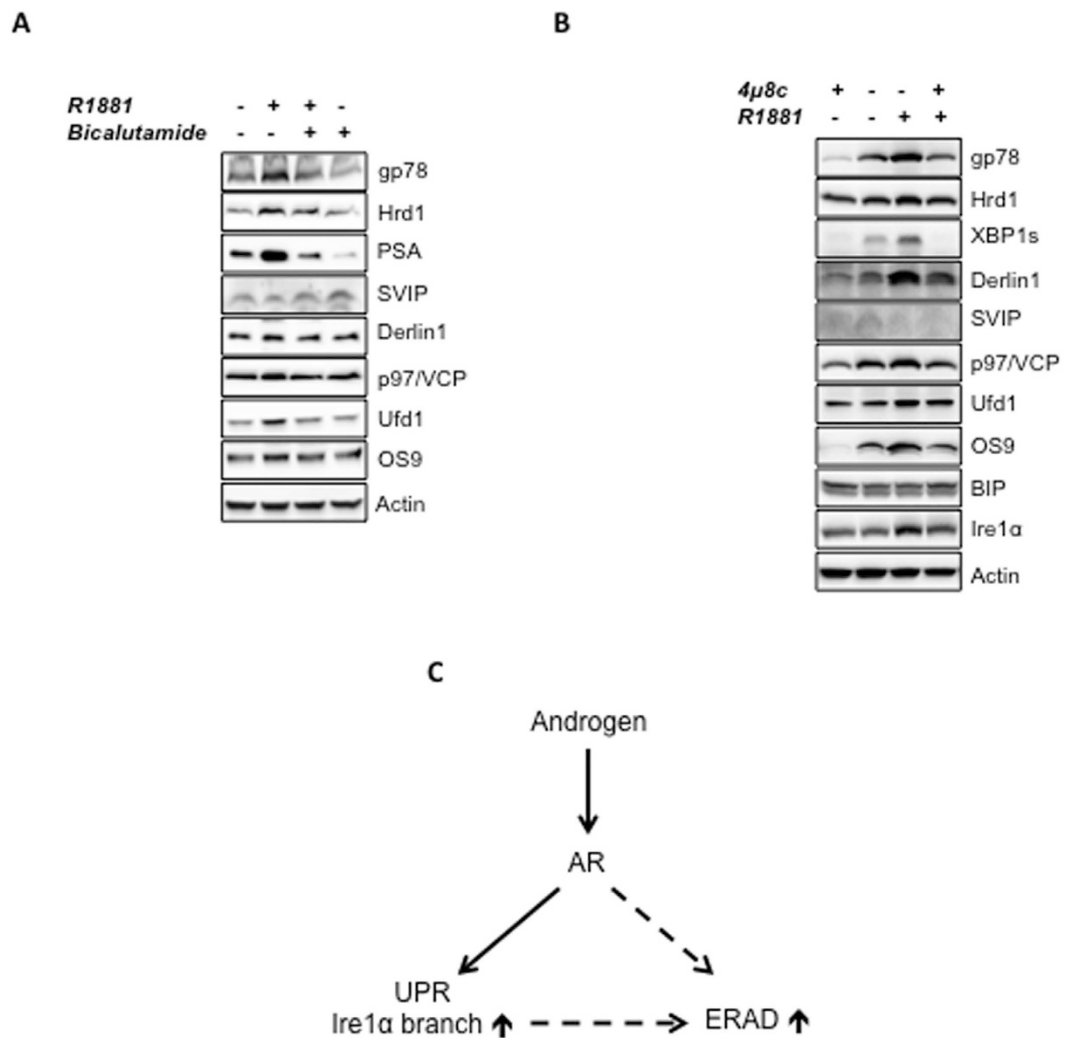 A
R1881 - + + -
Bicalutamide - - + +
gp78
Hrd1
PSA
SVIP
Derlin1
p97/VCP
Ufd1
OS9
Actin
B
4µ8c + - - +
R1881 - - + +
gp78
Hrd1
XBP1s
Derlin1
SVIP
p97/VCP
Ufd1
OS9
BIP
Ire1α
Actin
C
Androgen
AR
UPR
Ire1α branch
ERAD